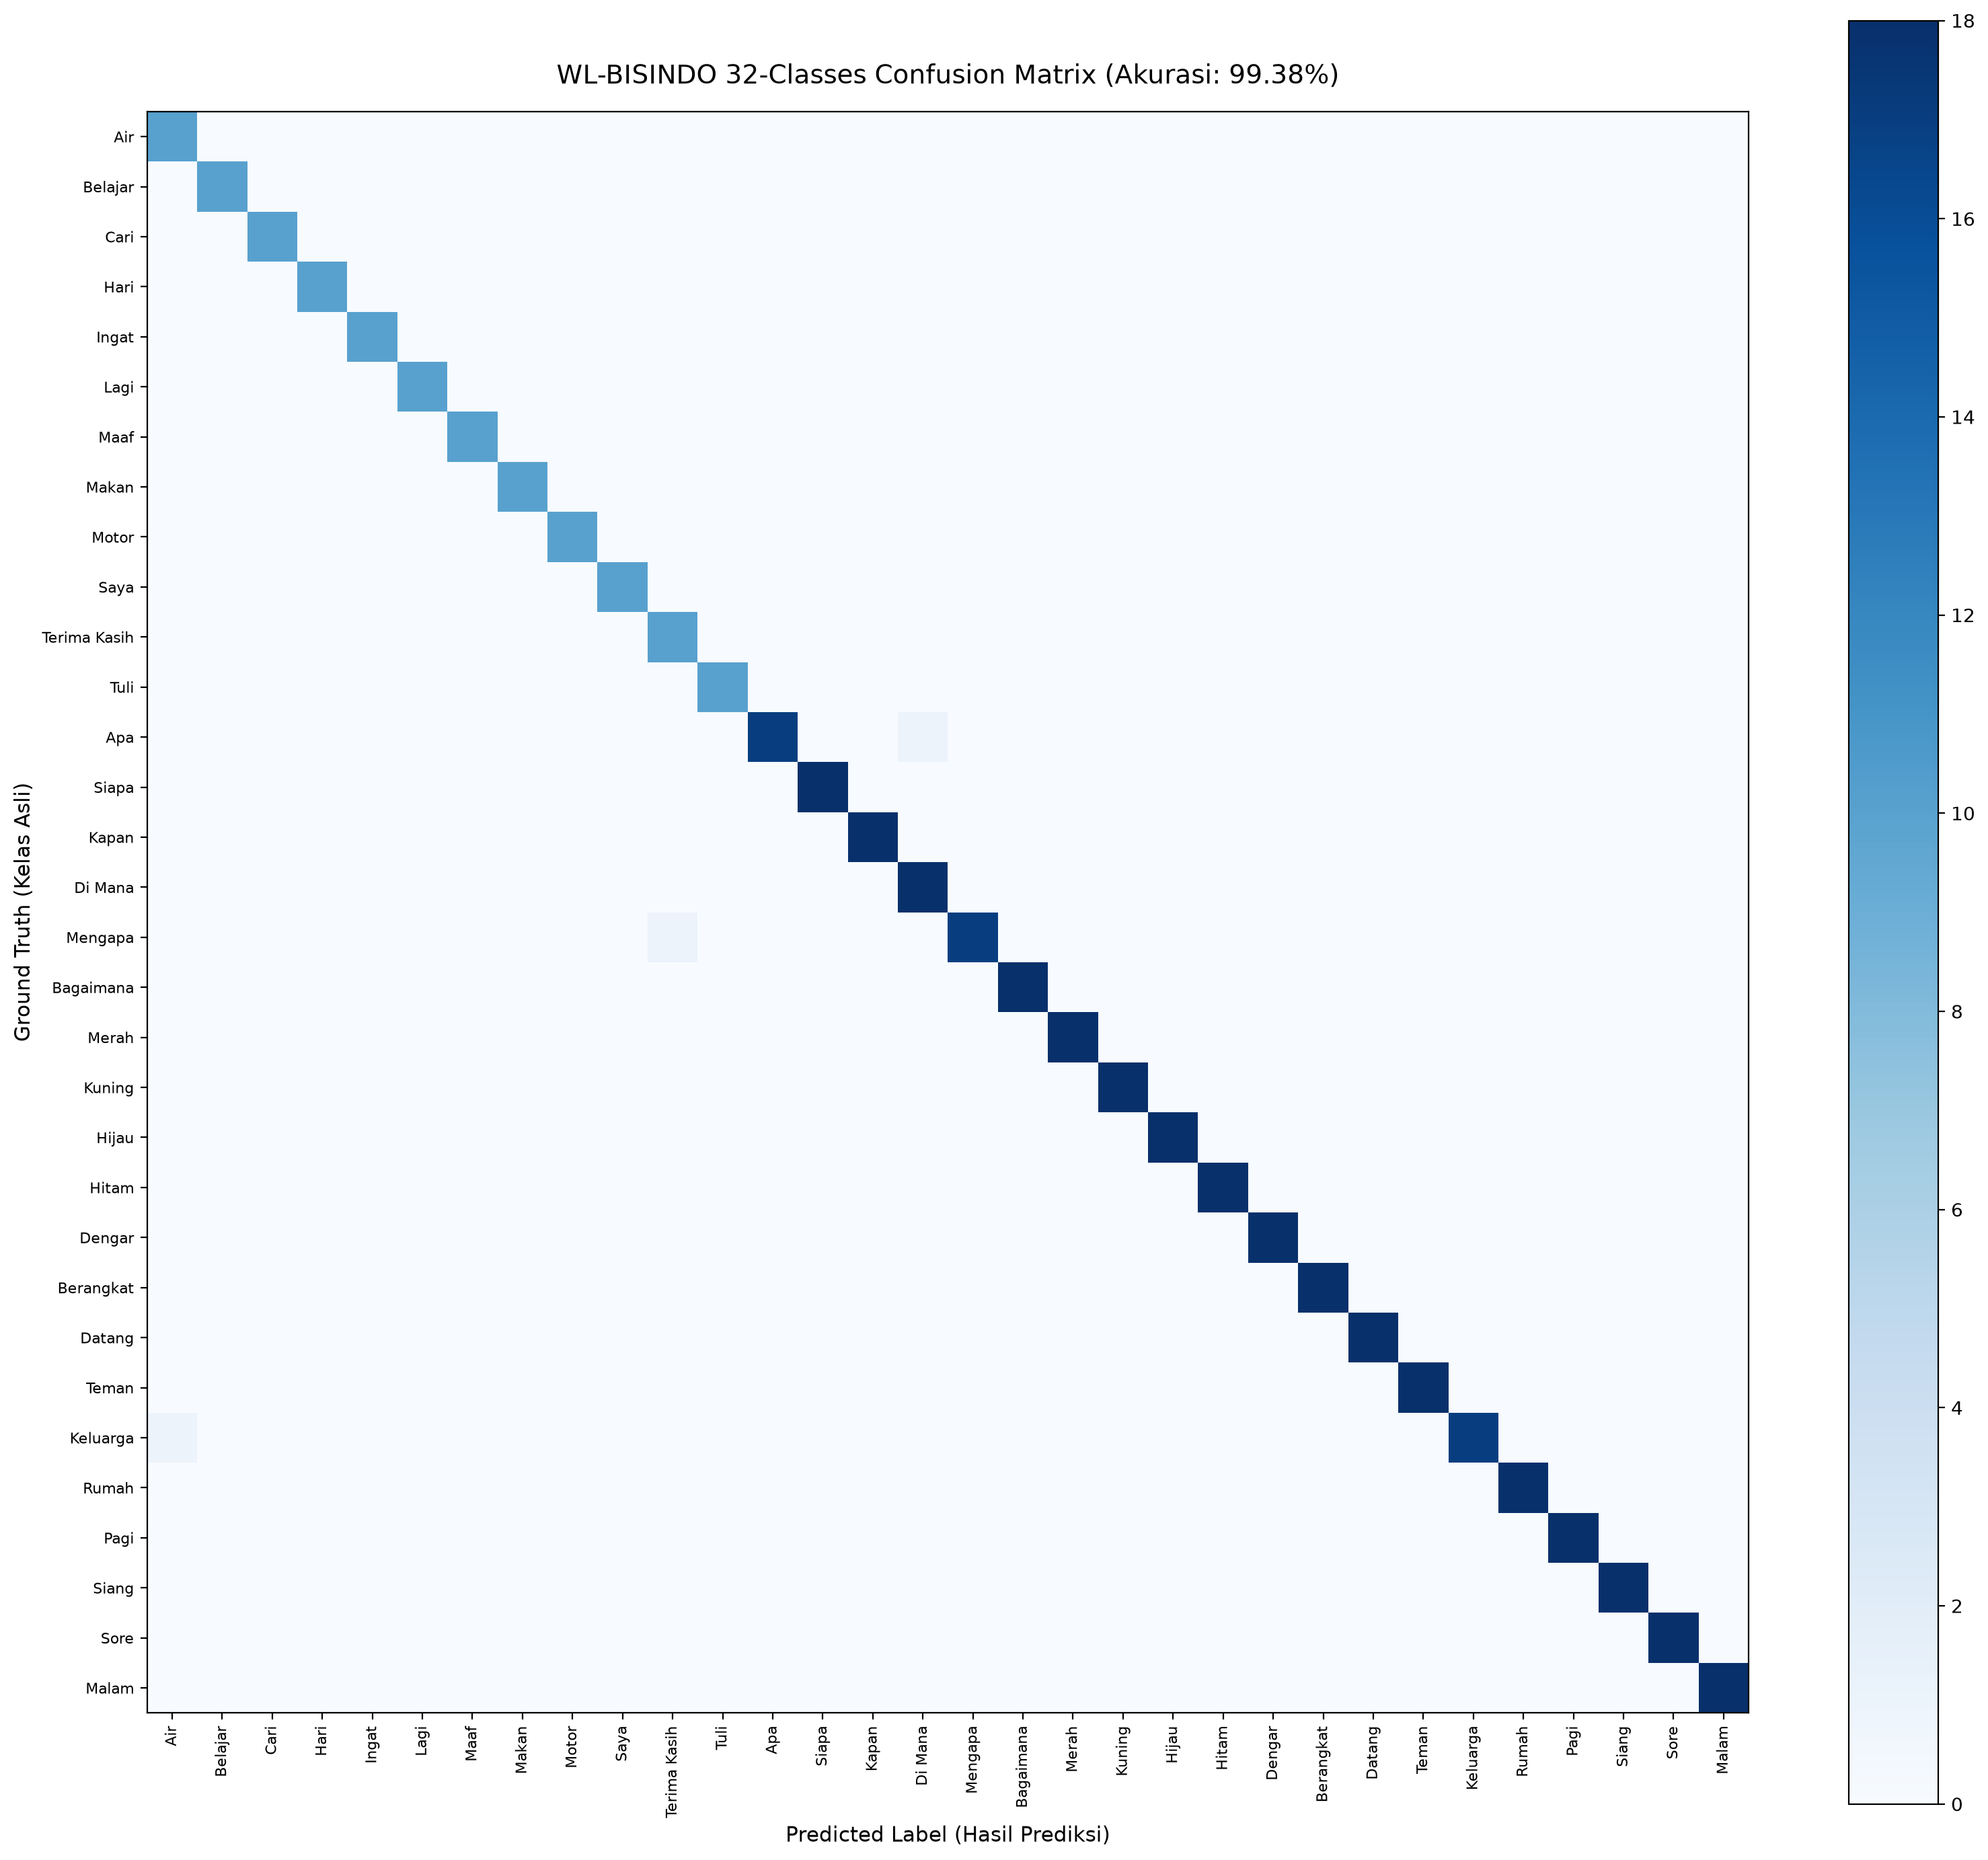 WL-BISINDO 32-Classes Confusion Matrix (Akurasi: 99.38%)
Ground Truth (Kelas Asli)
Air
Belajar
Cari
Hari
Ingat
Lagi
Maaf
Makan
Motor
Saya
Terima Kasih
Tuli
Apa
Siapa
Kapan
Di Mana
Mengapa
Bagaimana
Merah
Kuning
Hijau
Hitam
Dengar
Berangkat
Datang
Teman
Keluarga
Rumah
Pagi
Siang
Sore
Malam
Air
Belajar
Cari
Hari
Ingat
Lagi
Maaf
Makan
Motor
Saya
Terima Kasih
Tuli
Apa
Siapa
Kapan
Di Mana
Mengapa
Bagaimana
Merah
Kuning
Hijau
Hitam
Dengar
Berangkat
Datang
Teman
Keluarga
Rumah
Pagi
Siang
Sore
Malam
Predicted Label (Hasil Prediksi)
18
16
14
12
10
8
6
4
2
0